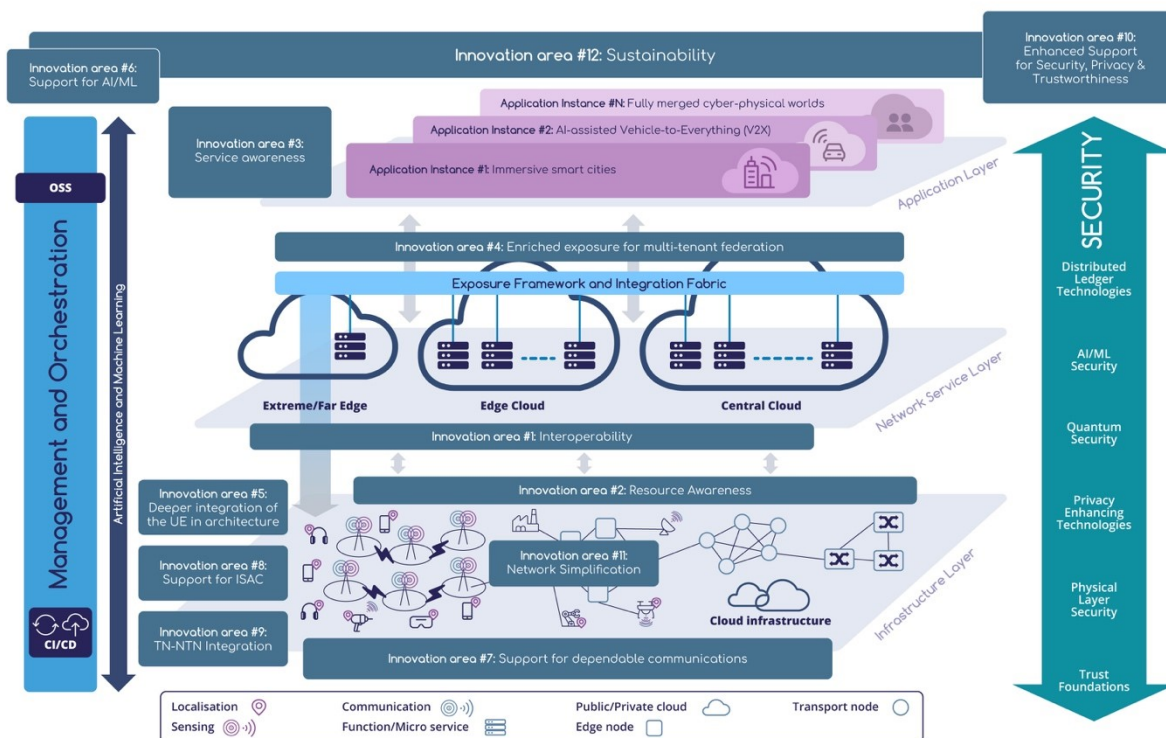 Innovation area #12: Sustainability
Innovation area #6:
Support for AI/ML
Innovation area #10:
Enhanced Support
for Security, Privacy &
Trustworthiness
Application Instance #N: Fully merged cyber-physical worlds
Application Instance #2: AI-assisted Vehicle-to-Everything (V2X)
Application Instance #1: Immersive smart cities
Innovation area #3:
Service awareness
Application Layer
OSS
Management and Orchestration
CI/CD
Artificial Intelligence and Machine Learning
Innovation area #4: Enriched exposure for multi-tenant federation
Exposure Framework and Integration Fabric
Extreme/Far Edge
Edge Cloud
Central Cloud
Network Service Layer
Innovation area #1: Interoperability
Innovation area #2: Resource Awareness
Innovation area #5:
Deeper integration of
the UE in architecture
Innovation area #8:
Support for ISAC
Innovation area #9:
TN-NTN Integration
Innovation area #11:
Network Simplification
Cloud infrastructure
Infrastructure Layer
Innovation area #7: Support for dependable communications
SECURITY
Distributed
Ledger
Technologies
AI/ML
Security
Quantum
Security
Privacy
Enhancing
Technologies
Physical
Layer
Security
Trust
Foundations
Localisation
Communication
Public/Private cloud
Transport node
Sensing
Function/Micro service
Edge node